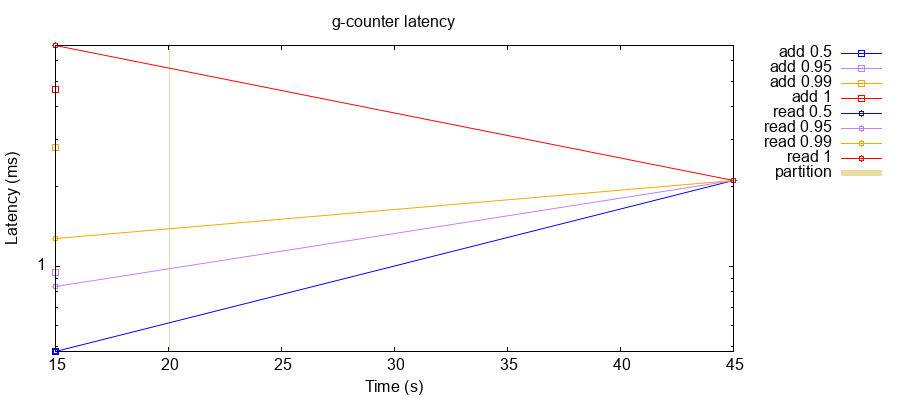 g-counter latency
add 0.5
add 0.95
add 0.99
add 1
read 0.5
read 0.95
read 0.99
read 1
partition
Latency (ms)
1
15 20 25 30 35 40 45
Time (s)